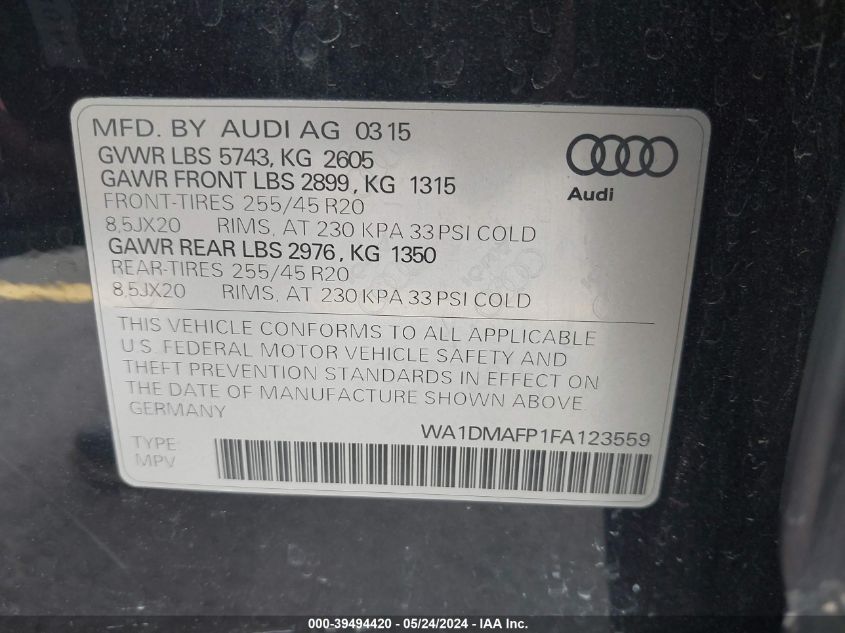 MFD. BY AUDI AG 0315
GVWR LBS 5743, KG 2605
GAWR FRONT LBS 2899, KG 1315
FRONT-TIRES 255/45 R20
8,5JX20 RIMS, AT 230 KPA 33 PSI COLD
GAWR REAR LBS 2976, KG 1350
REAR-TIRES 255/45 R20
8,5JX20 RIMS, AT 230 KPA 33 PSI COLD
Audi
THIS VEHICLE CONFORMS TO ALL APPLICABLE
U.S. FEDERAL MOTOR VEHICLE SAFETY AND
THEFT PREVENTION STANDARDS IN EFFECT ON
THE DATE OF MANUFACTURE SHOWN ABOVE.
GERMANY
WA1DMAFP1FA123559
TYPE:
MPV
000-39494420 - 05/24/2024 - IAA Inc.